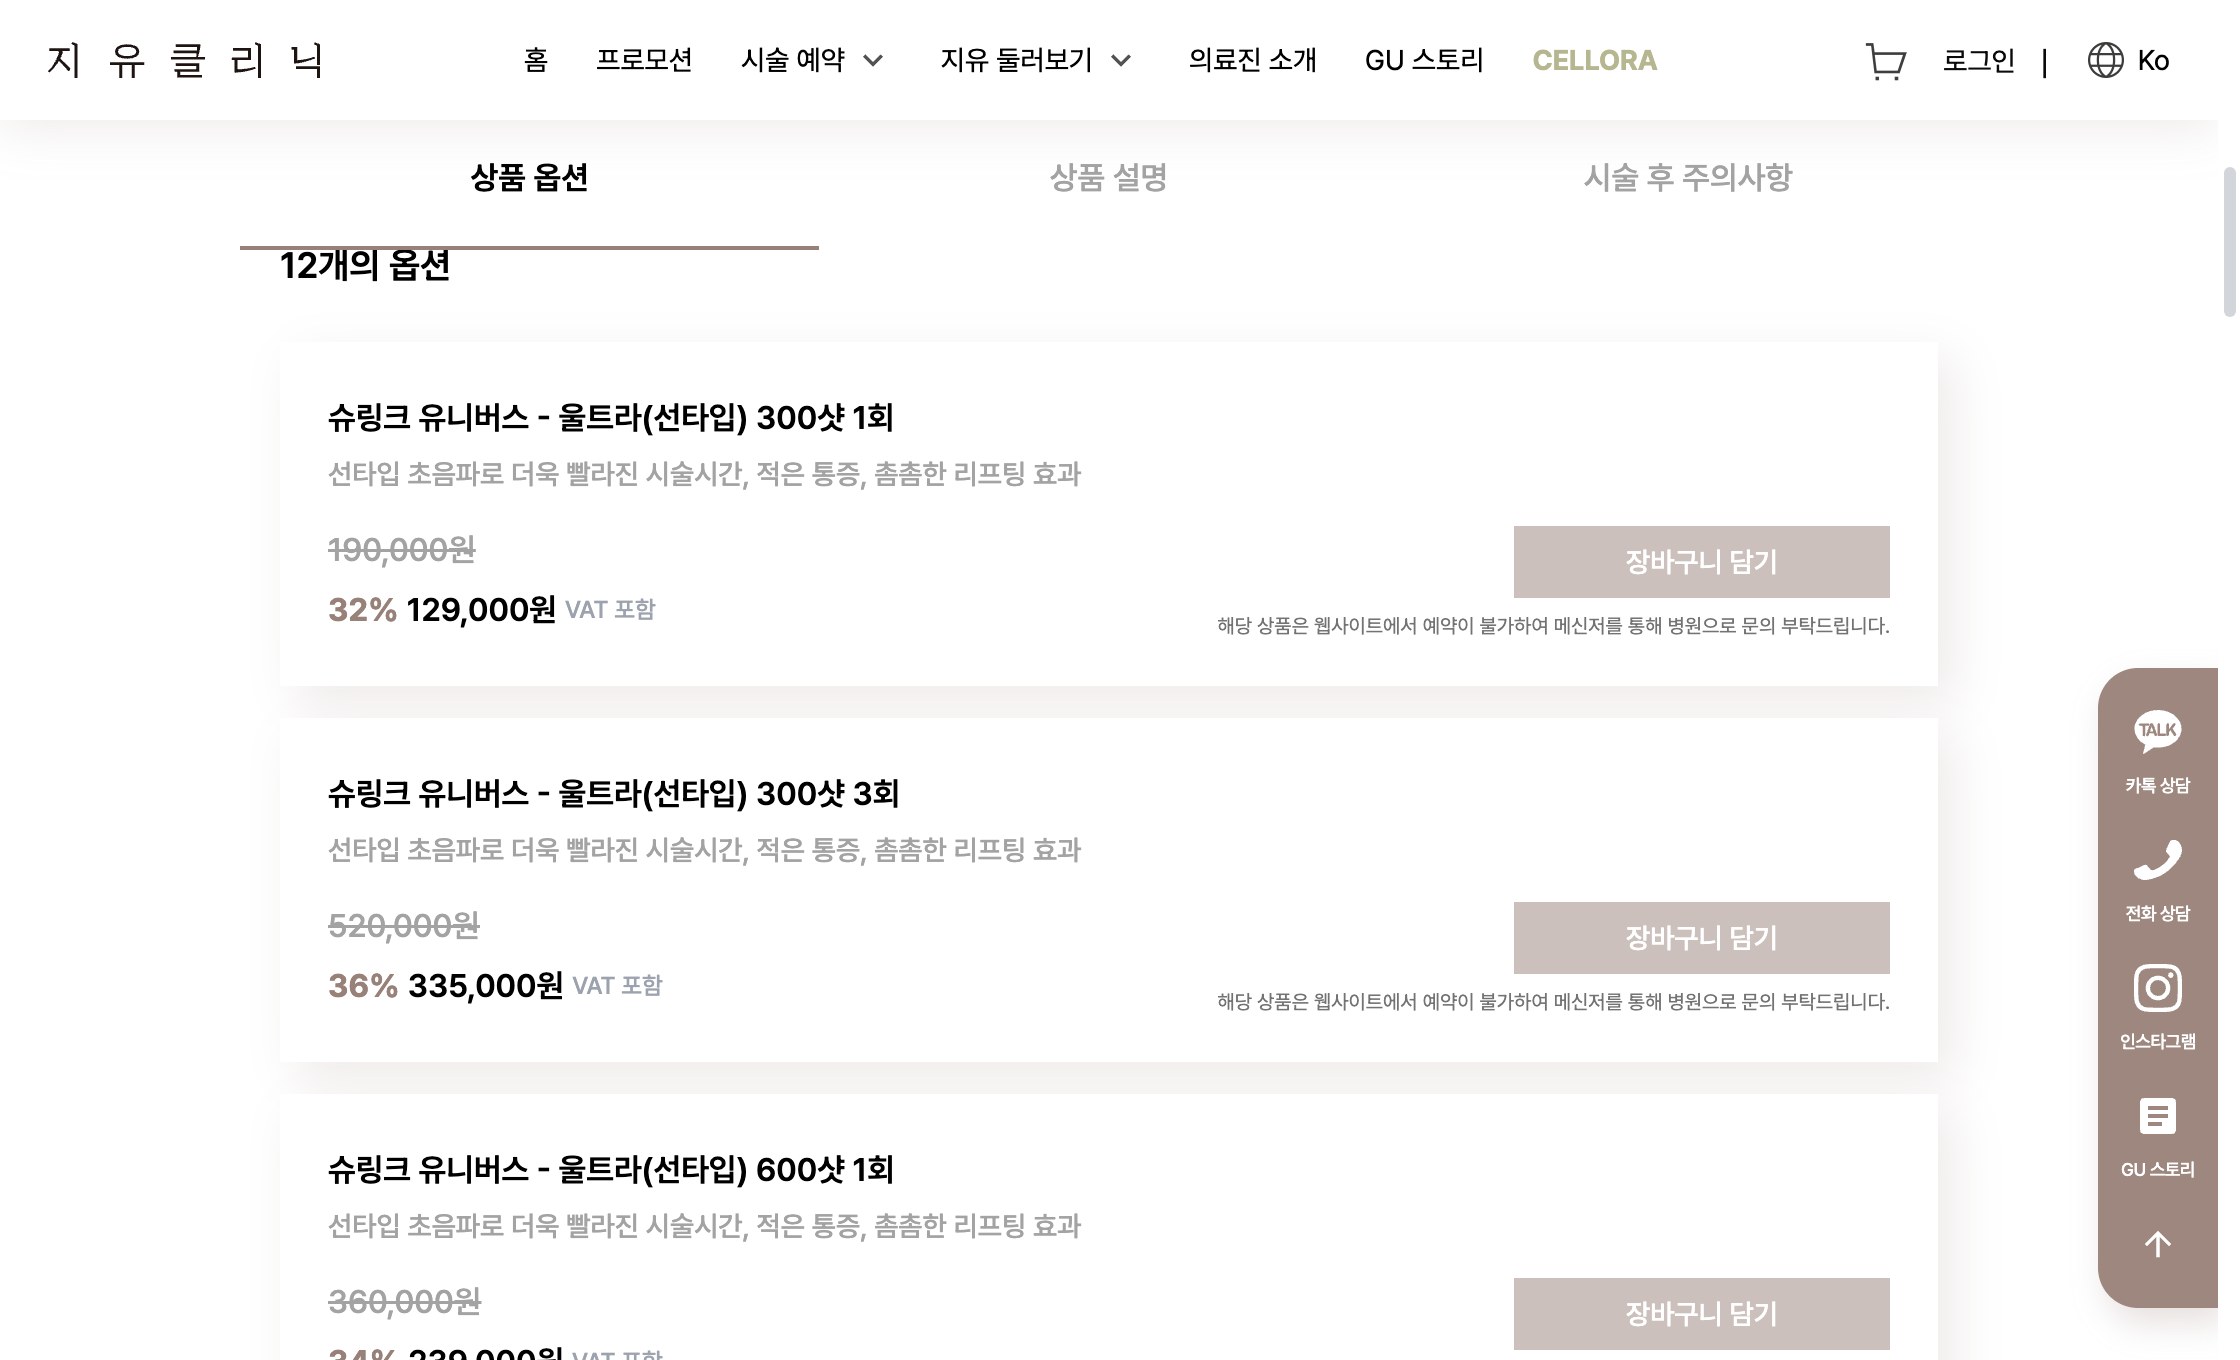 지유클리닉
홈 프로모션 시술 예약 지유 둘러보기 의료진 소개 GU 스토리 CELLORA 로그인 | Ko
상품 옵션 상품 설명 시술 후 주의사항
12개의 옵션
슈링크 유니버스 - 울트라(선타입) 300샷 1회
선타입 초음파로 더욱 빨라진 시술시간, 적은 통증, 촘촘한 리프팅 효과
190,000원
32% 129,000원 VAT 포함
장바구니 담기
해당 상품은 웹사이트에서 예약이 불가하여 메신저를 통해 병원으로 문의 부탁드립니다.
슈링크 유니버스 - 울트라(선타입) 300샷 3회
선타입 초음파로 더욱 빨라진 시술시간, 적은 통증, 촘촘한 리프팅 효과
520,000원
36% 335,000원 VAT 포함
장바구니 담기
해당 상품은 웹사이트에서 예약이 불가하여 메신저를 통해 병원으로 문의 부탁드립니다.
슈링크 유니버스 - 울트라(선타입) 600샷 1회
선타입 초음파로 더욱 빨라진 시술시간, 적은 통증, 촘촘한 리프팅 효과
360,000원
34% 239,000원 VAT 포함
장바구니 담기
TALK
카톡 상담
전화 상담
인스타그램
GU 스토리